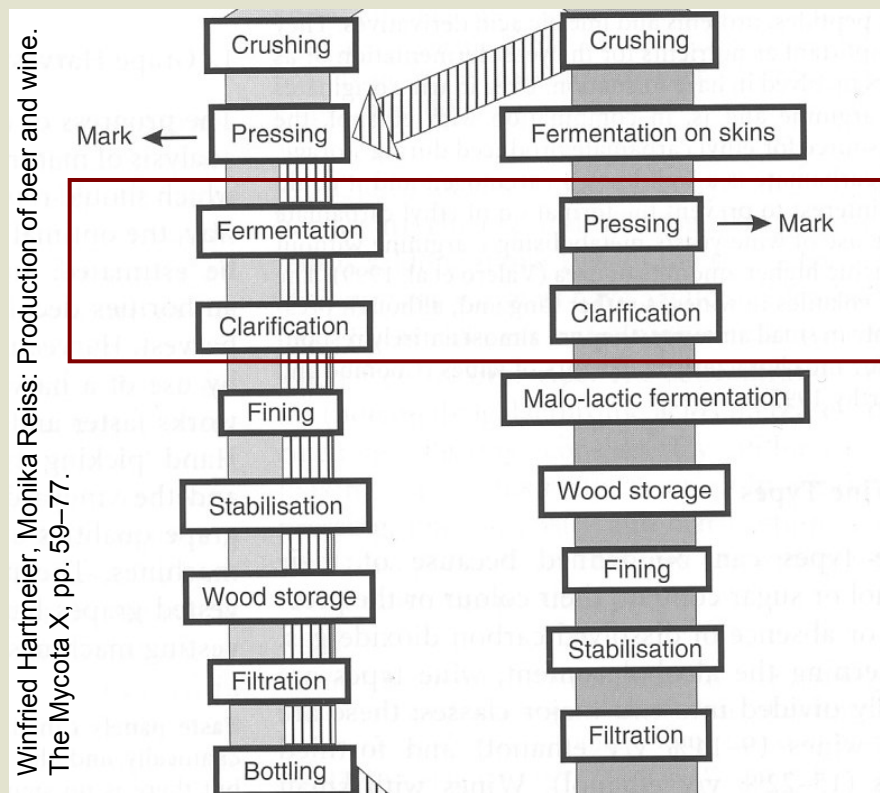 Winfried Hartmeier, Monika Reiss: Production of beer and wine.
The Mycota X, pp. 59–77.
Crushing
Pressing
Mark
Fermentation
Clarification
Fining
Stabilisation
Wood storage
Filtration
Bottling
Crushing
Fermentation on skins
Pressing
Mark
Clarification
Malo-lactic fermentation
Wood storage
Fining
Stabilisation
Filtration